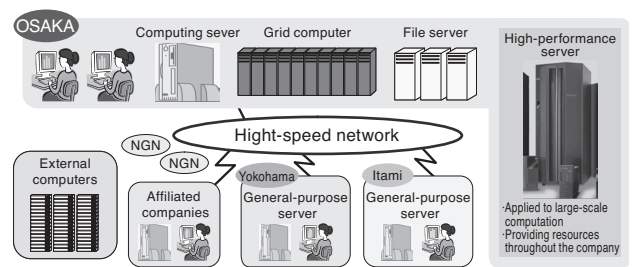 OSAKA
Computing sever
Grid computer
File server
High-performance
server
Hight-speed network
NGN
NGN
External
computers
Affiliated
companies
Yokohama
General-purpose
server
Itami
General-purpose
server
·Applied to large-scale
computation
·Providing resources
throughout the company